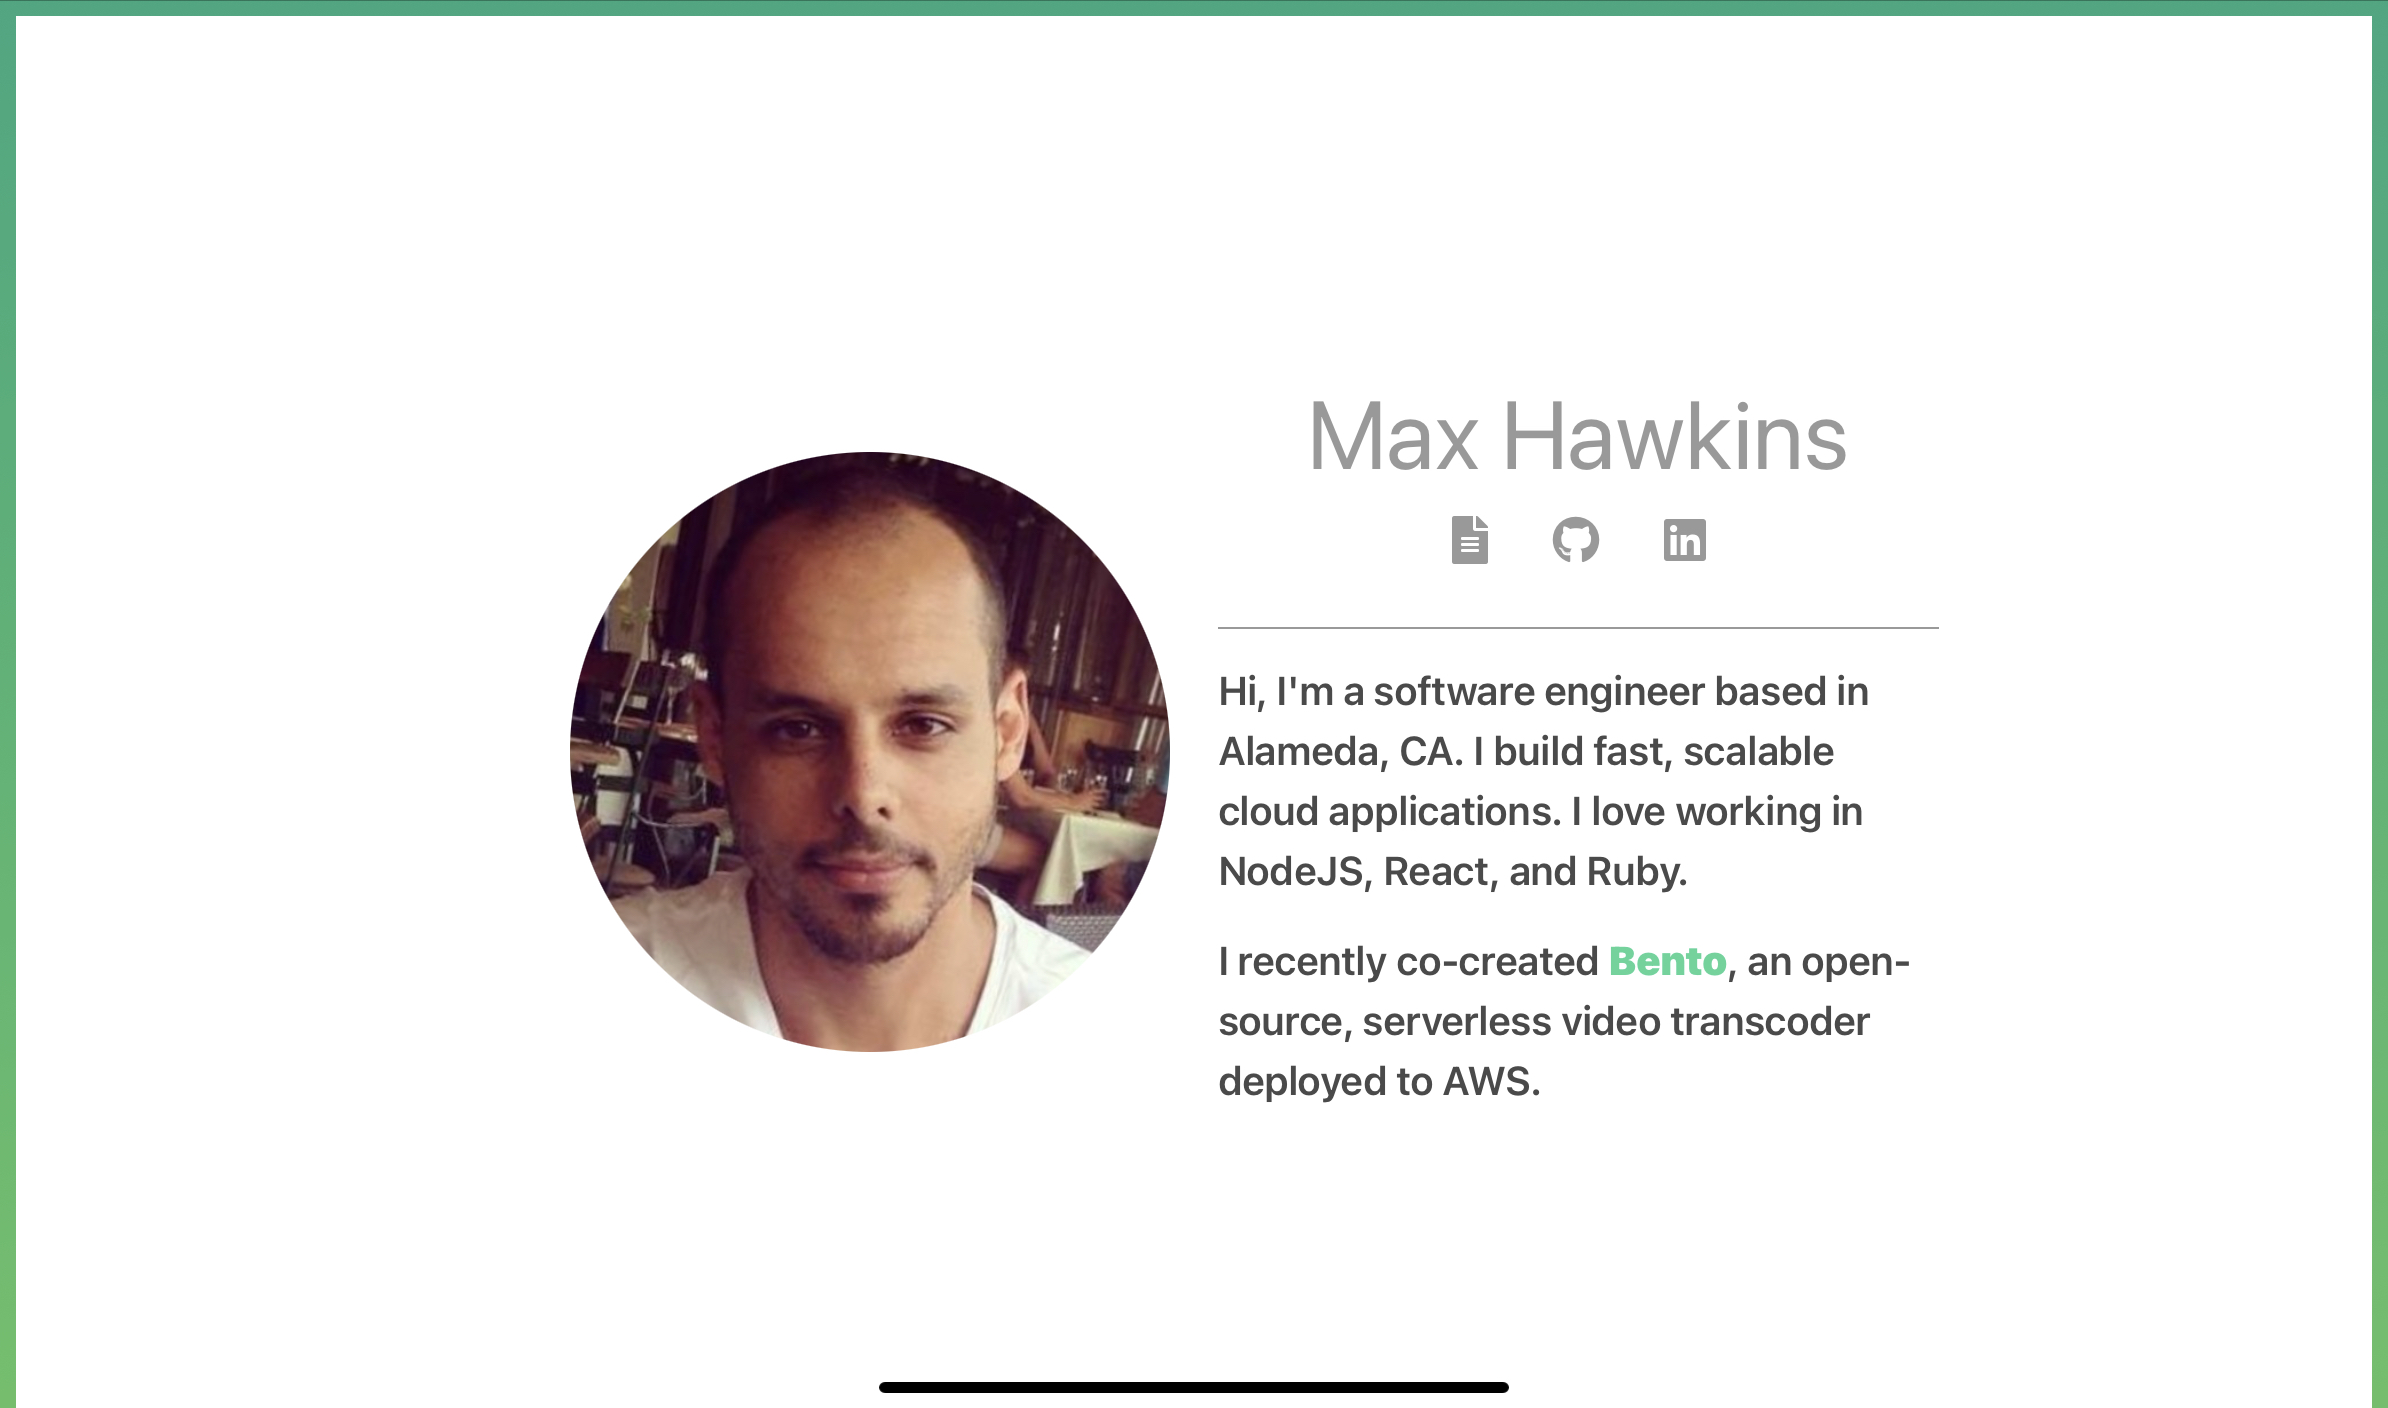 Max Hawkins
Hi, I'm a software engineer based in
Alameda, CA. I build fast, scalable
cloud applications. I love working in
NodeJS, React, and Ruby.
I recently co-created Bento, an open-
source, serverless video transcoder
deployed to AWS.